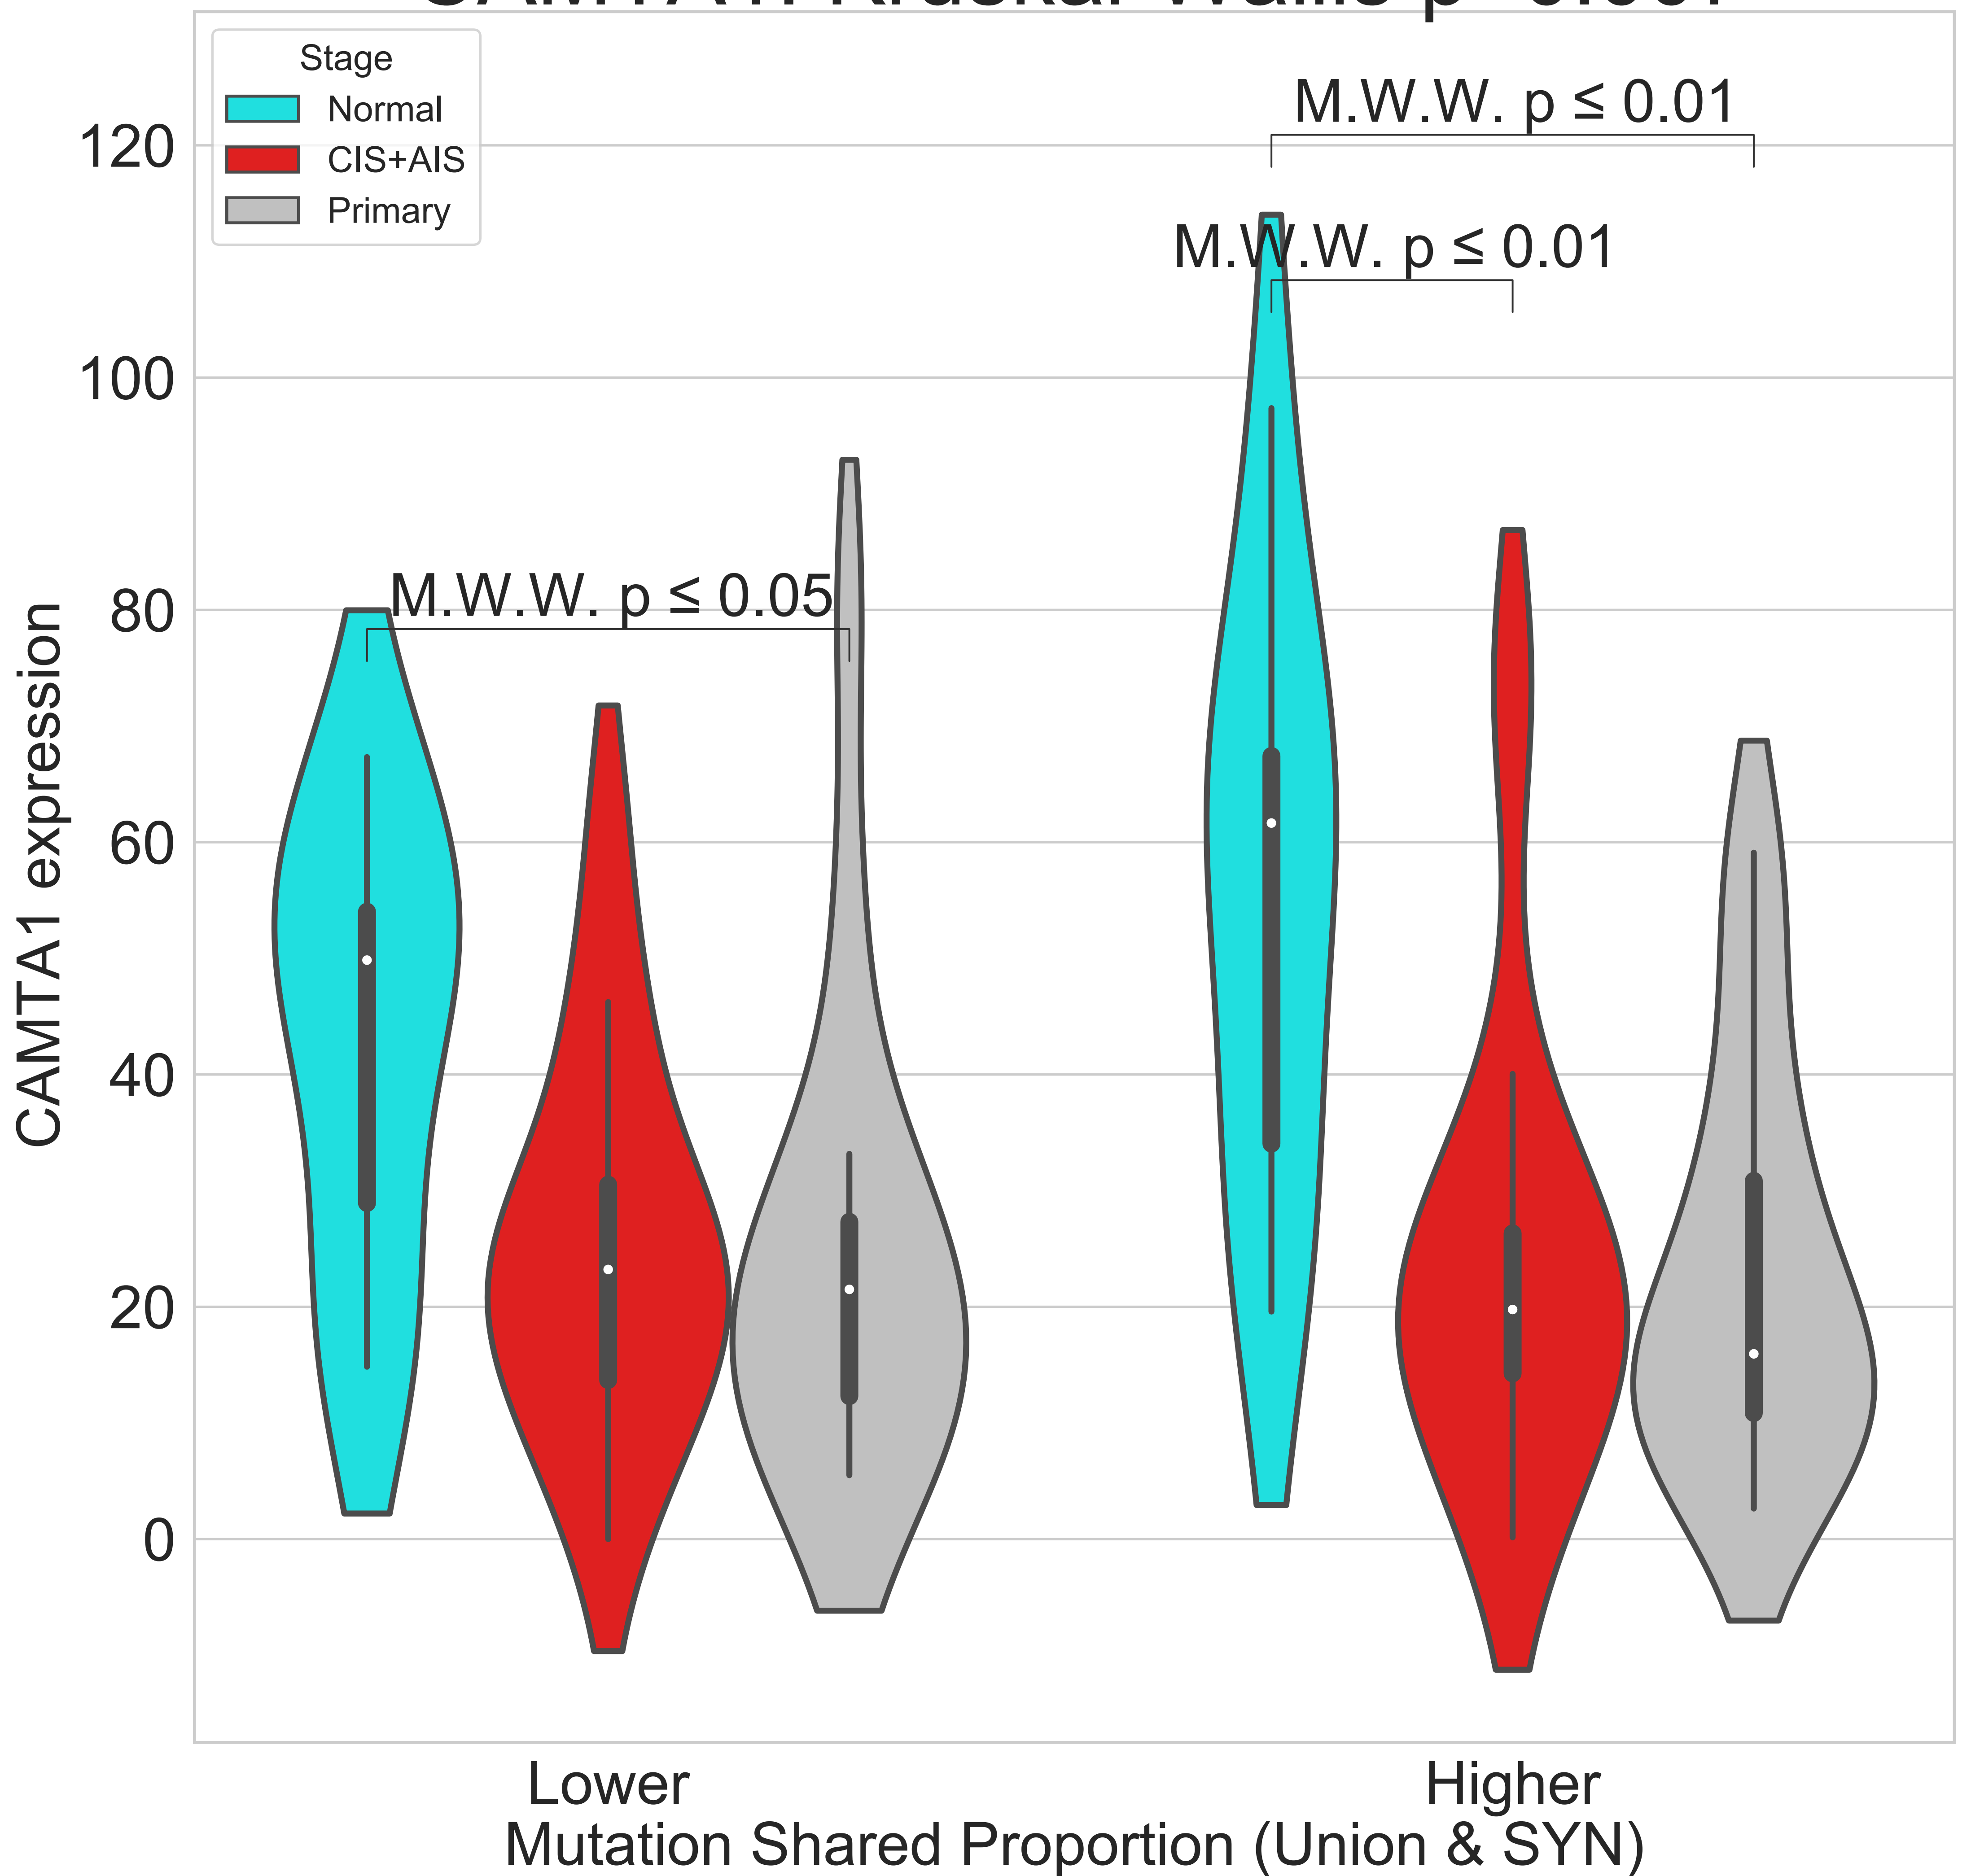 Stage
Normal
CIS+AIS
Primary
M.W.W. p ≤ 0.01
M.W.W. p ≤ 0.01
M.W.W. p ≤ 0.05
120
100
80
60
40
20
0
CAMTA1 expression
Lower
Higher
Mutation Shared Proportion (Union & SYN)